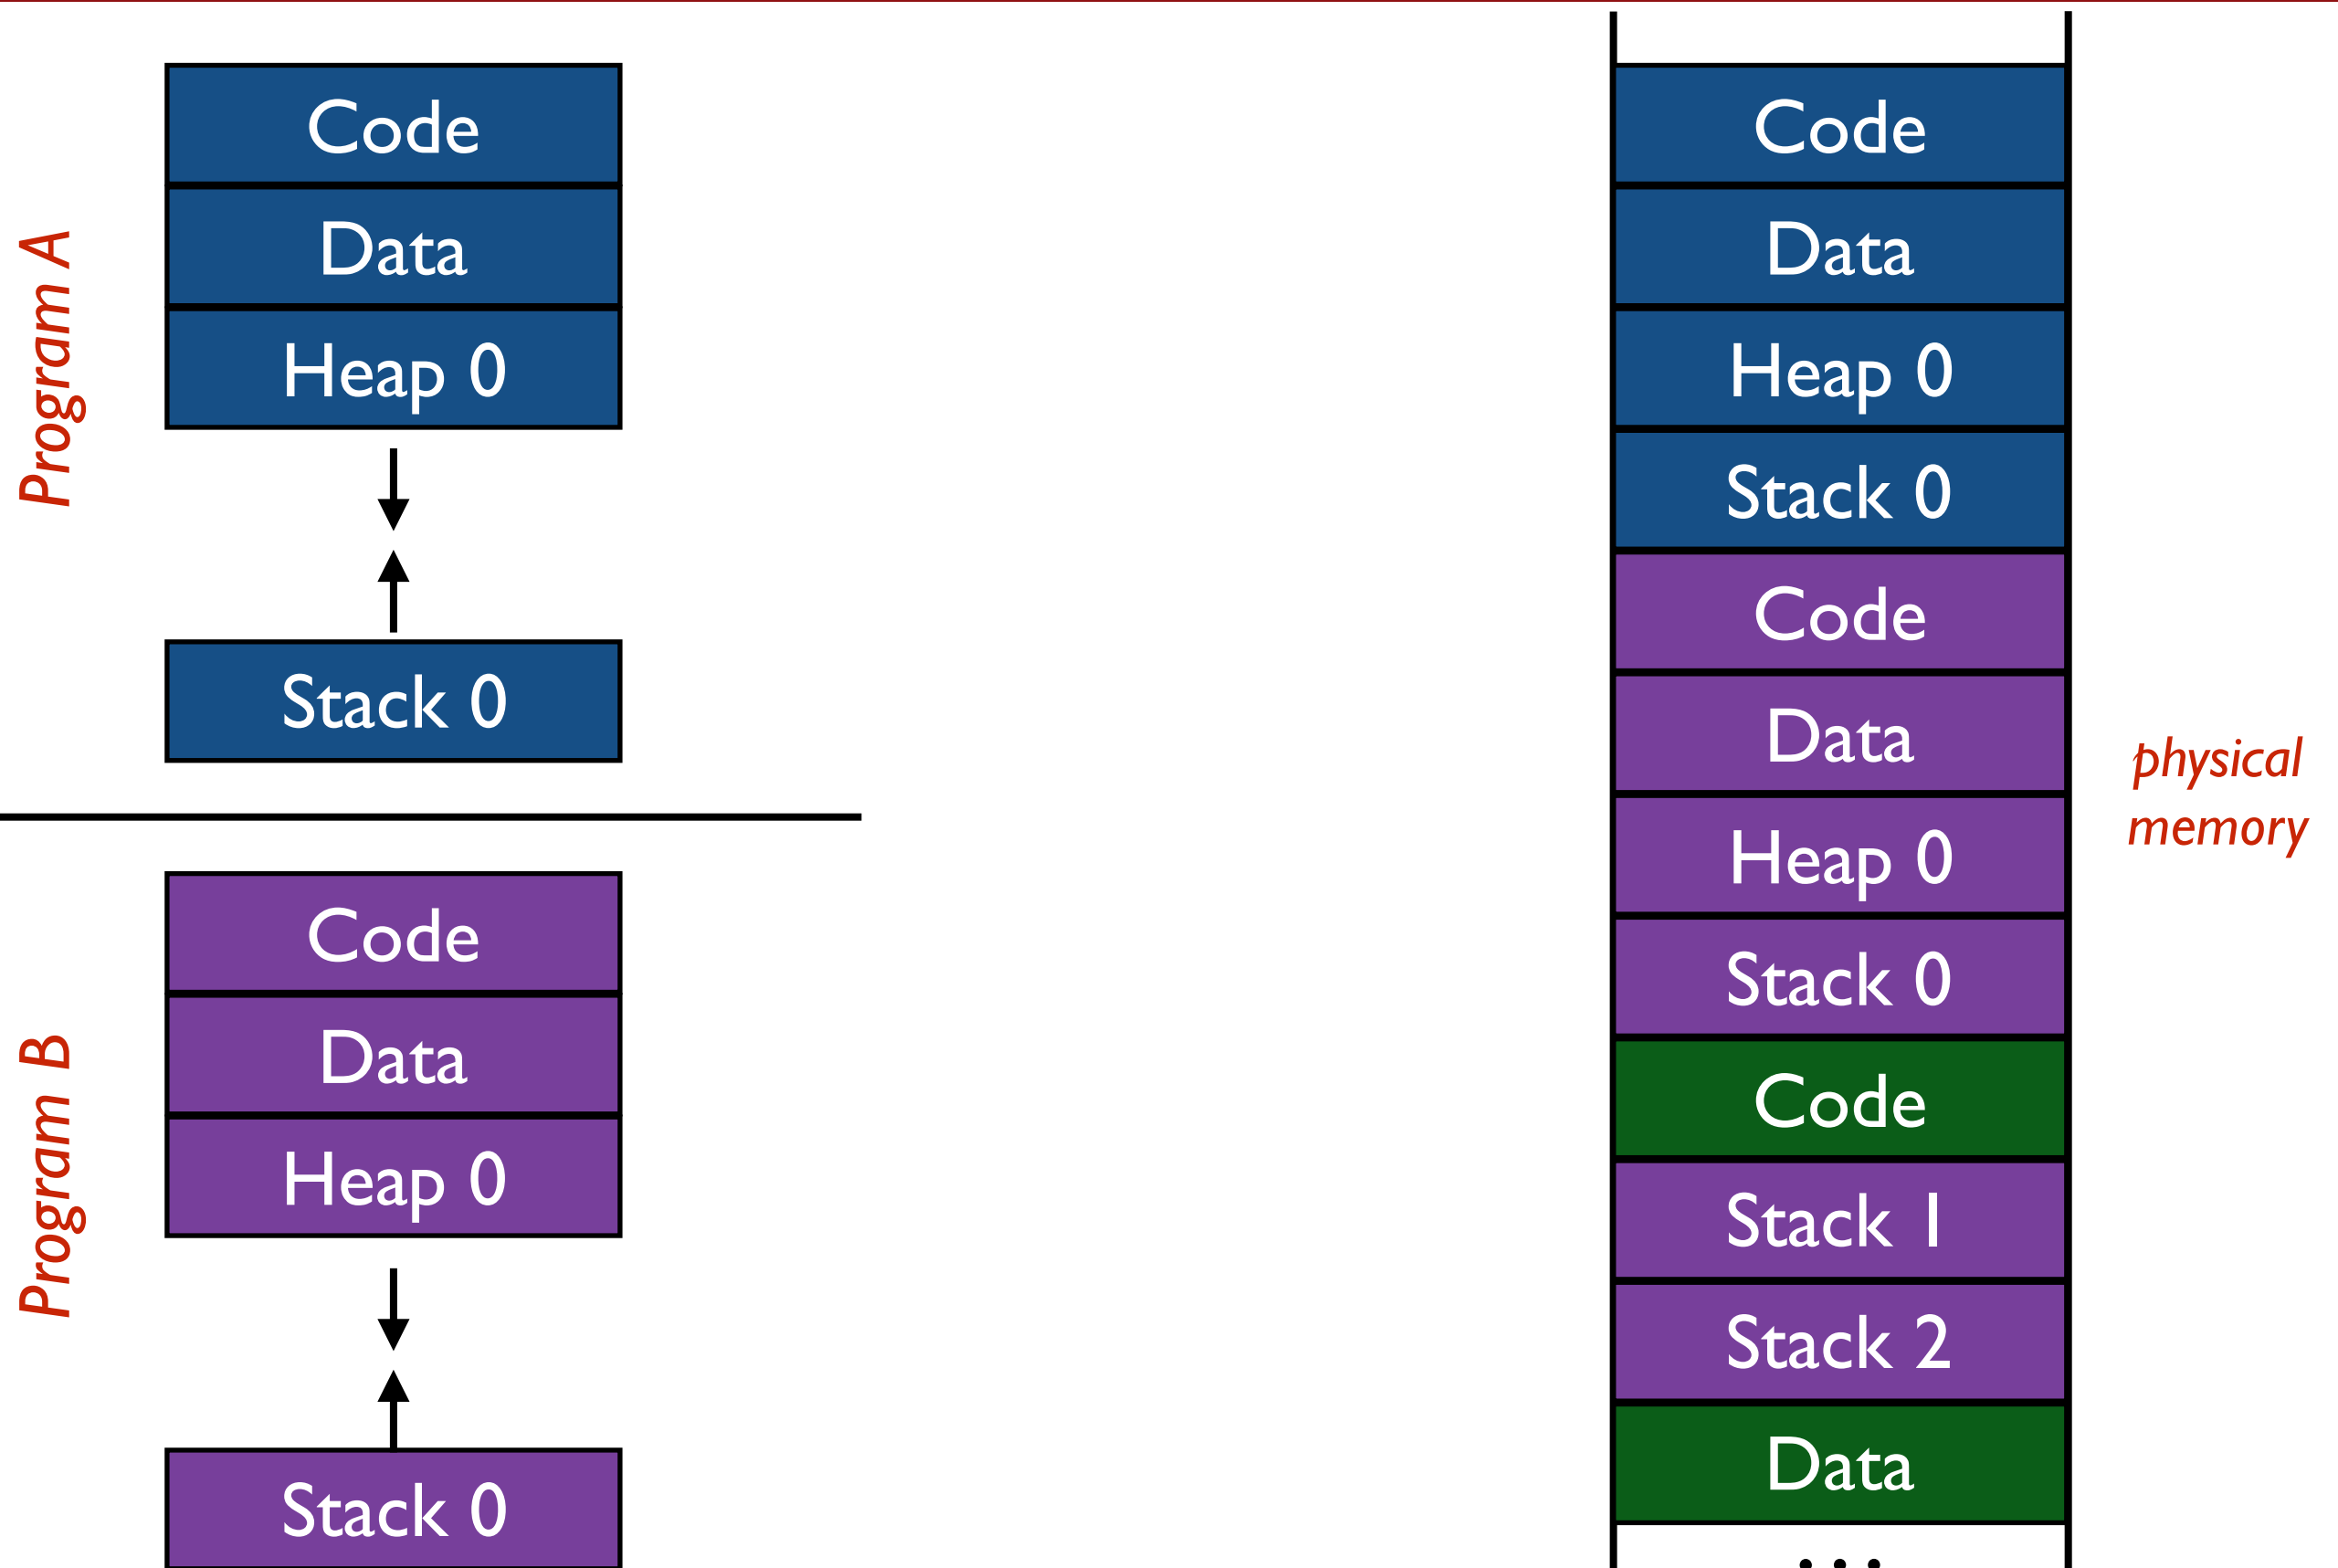 Program A
Code
Data
Heap 0
Stack 0
Program B
Code
Data
Heap 0
Stack 0
Code
Data
Heap 0
Stack 0
Code
Data
Heap 0
Stack 0
Code
Stack 1
Stack 2
Data
...
physical
memory